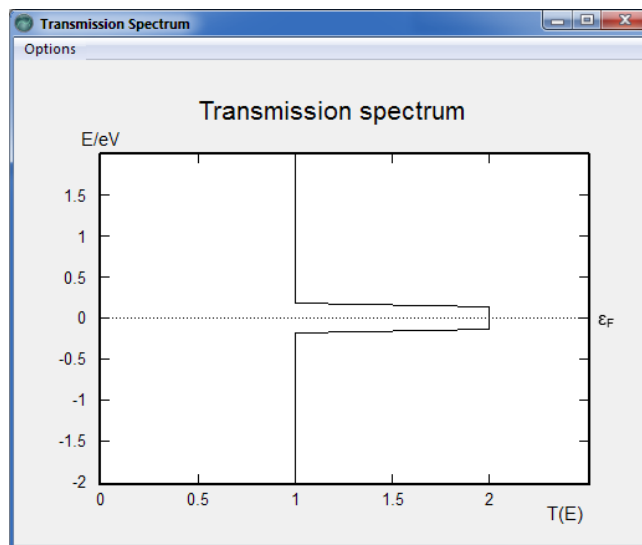 Transmission Spectrum
Options
Transmission spectrum
E/eV
1.5
1
0.5
0
-0.5
-1
-1.5
-2
εF
0 0.5 1 1.5 2
T(E)